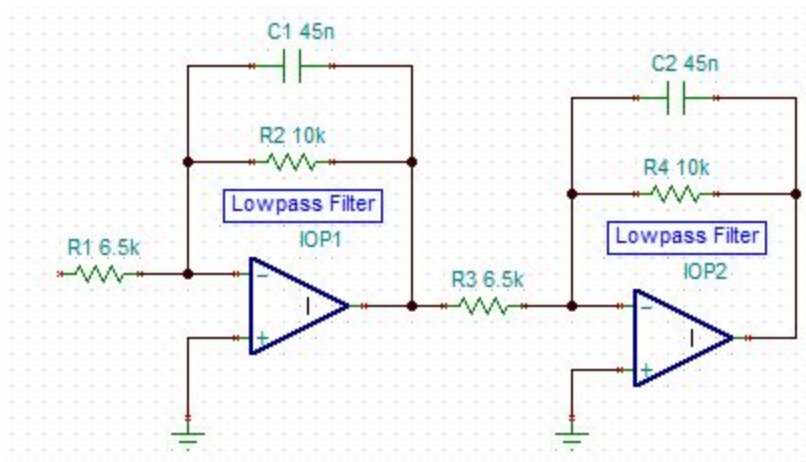 C1 45n
C2 45n
R2 10k
R4 10k
Lowpass Filter
Lowpass Filter
IOP1
R1 6.5k
R3 6.5k
IOP2
−
+
I
−
+
I